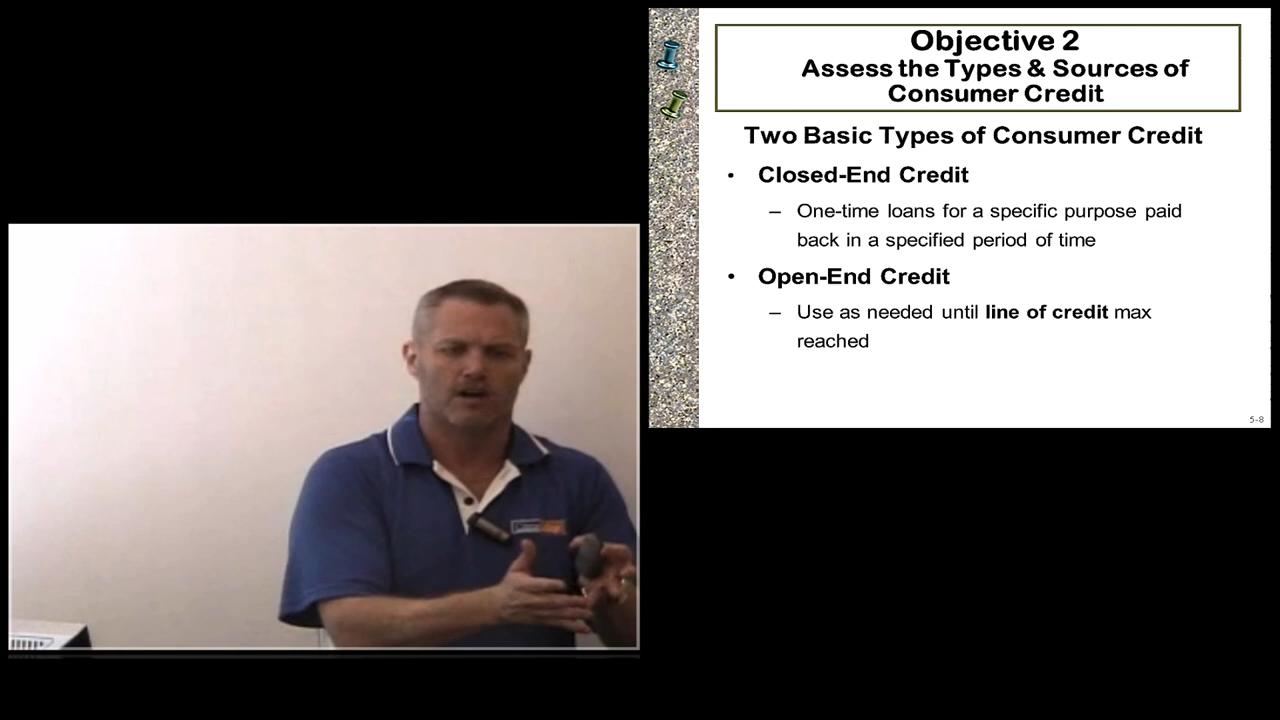 Objective 2
Assess the Types & Sources of
Consumer Credit
Two Basic Types of Consumer Credit
• Closed-End Credit
– One-time loans for a specific purpose paid
back in a specified period of time
• Open-End Credit
– Use as needed until line of credit max
reached
5-8